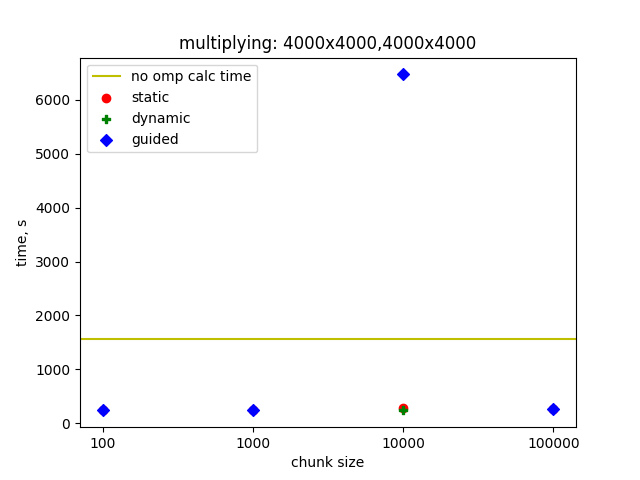 multiplying: 4000x4000,4000x4000
no omp calc time
static
dynamic
guided
6000
5000
4000
3000
2000
1000
0
time, s
100 1000 10000 100000
chunk size